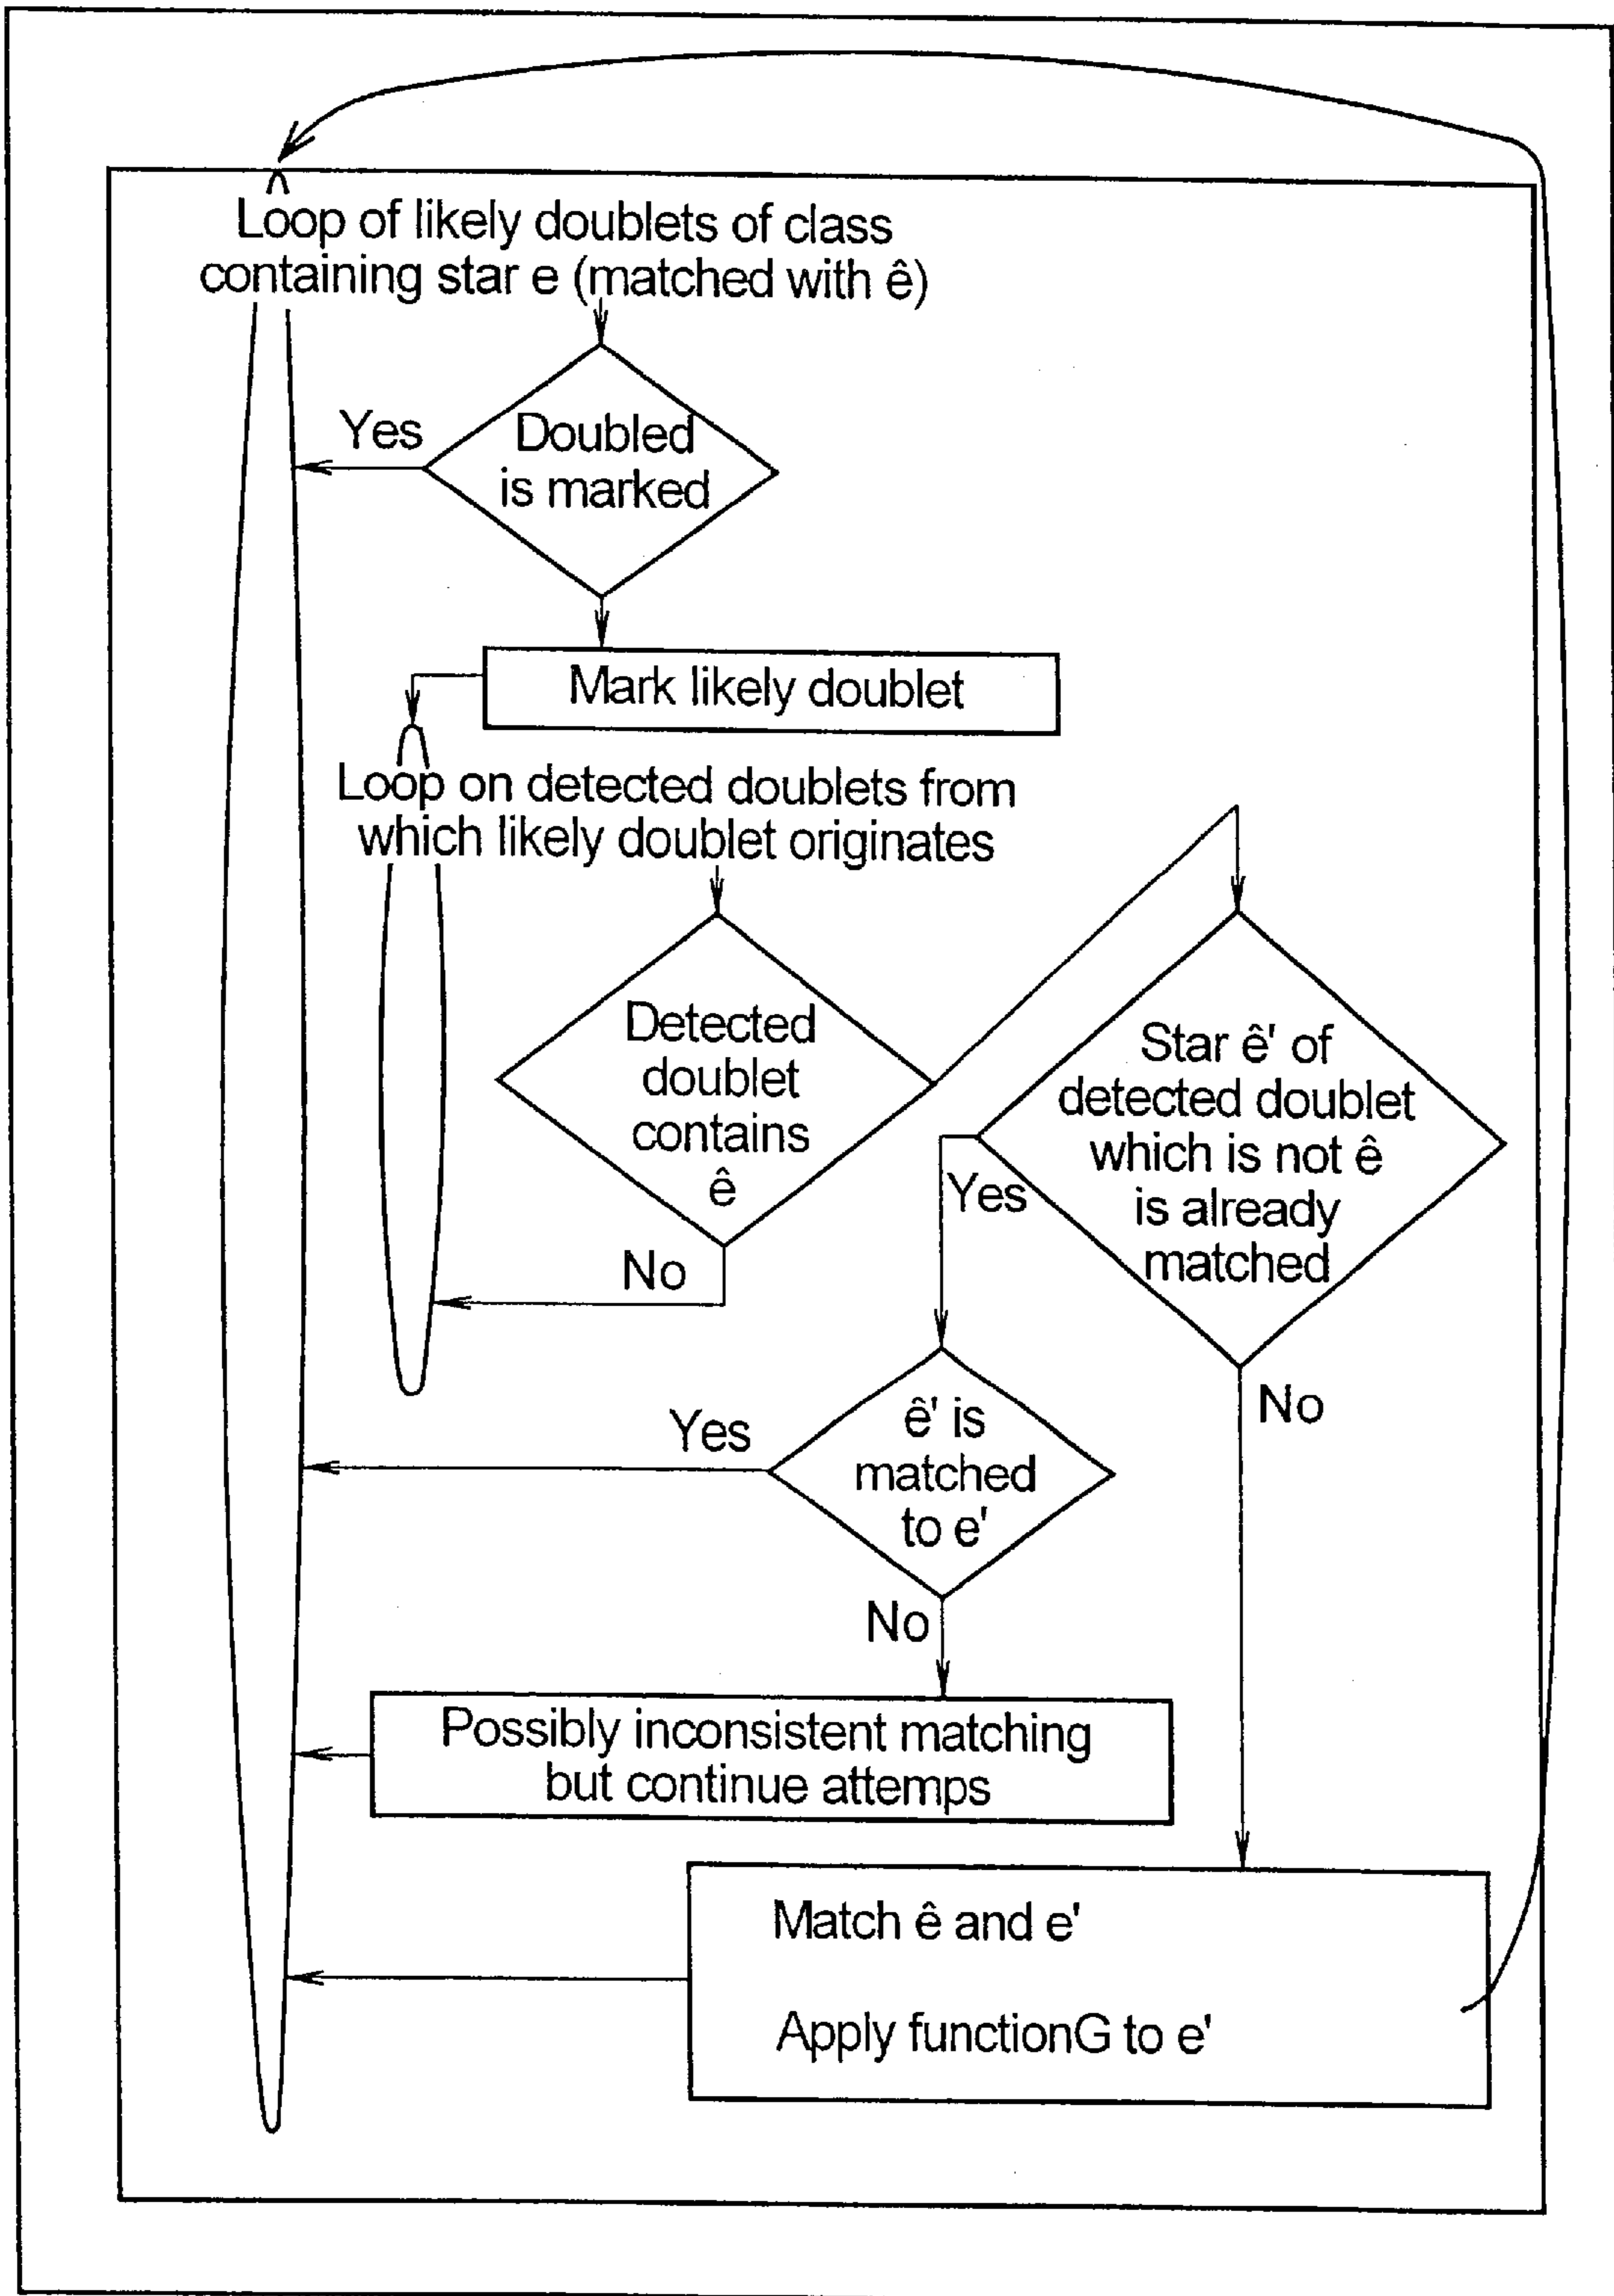 Loop of likely doublets of class
containing star e (matched with ê)
Yes
Doubled
is marked
Mark likely doublet
Loop on detected doublets from
which likely doublet originates
Detected
doublet
contains
ê
No
Star ê' of
detected doublet
which is not ê
is already
matched
Yes
No
ê' is
matched
to e'
Yes
No
Possibly inconsistent matching
but continue attemps
Match ê and e'
Apply functionG to e'